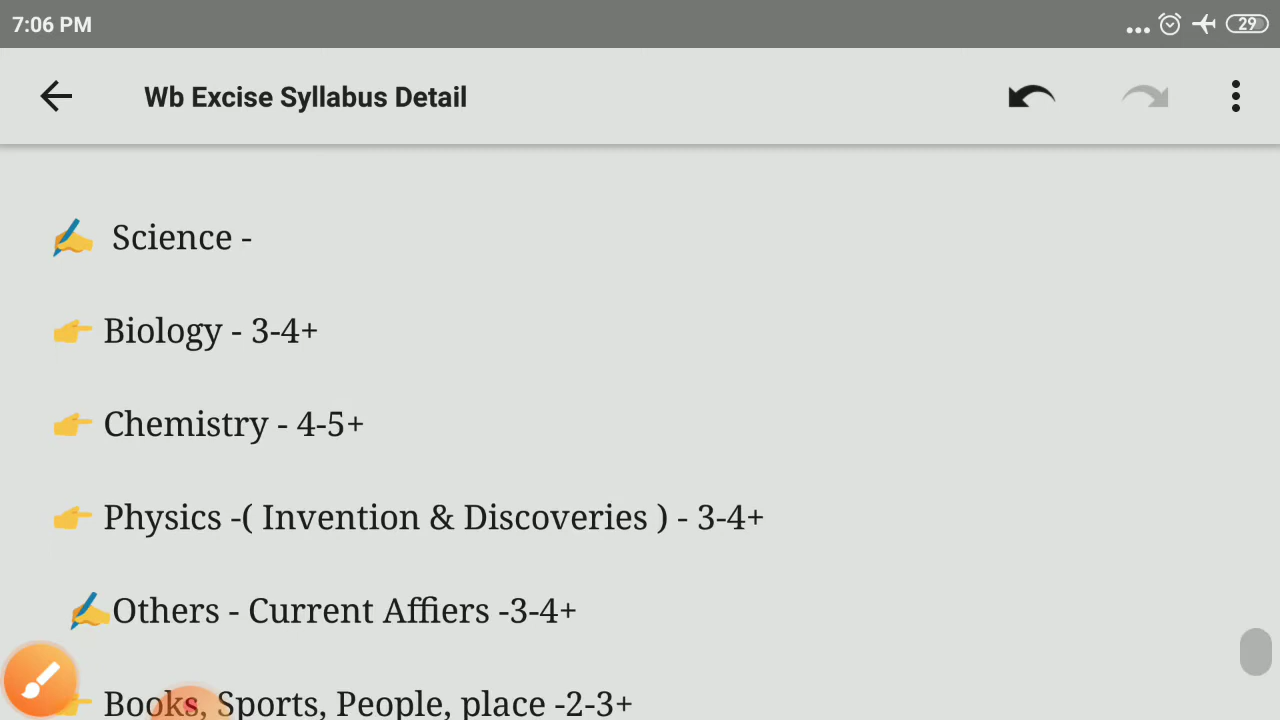 7:06 PM
29
Wb Excise Syllabus Detail
Science -
Biology - 3-4+
Chemistry - 4-5+
Physics -( Invention & Discoveries ) - 3-4+
Others - Current Affiers -3-4+
Books, Sports, People, place -2-3+